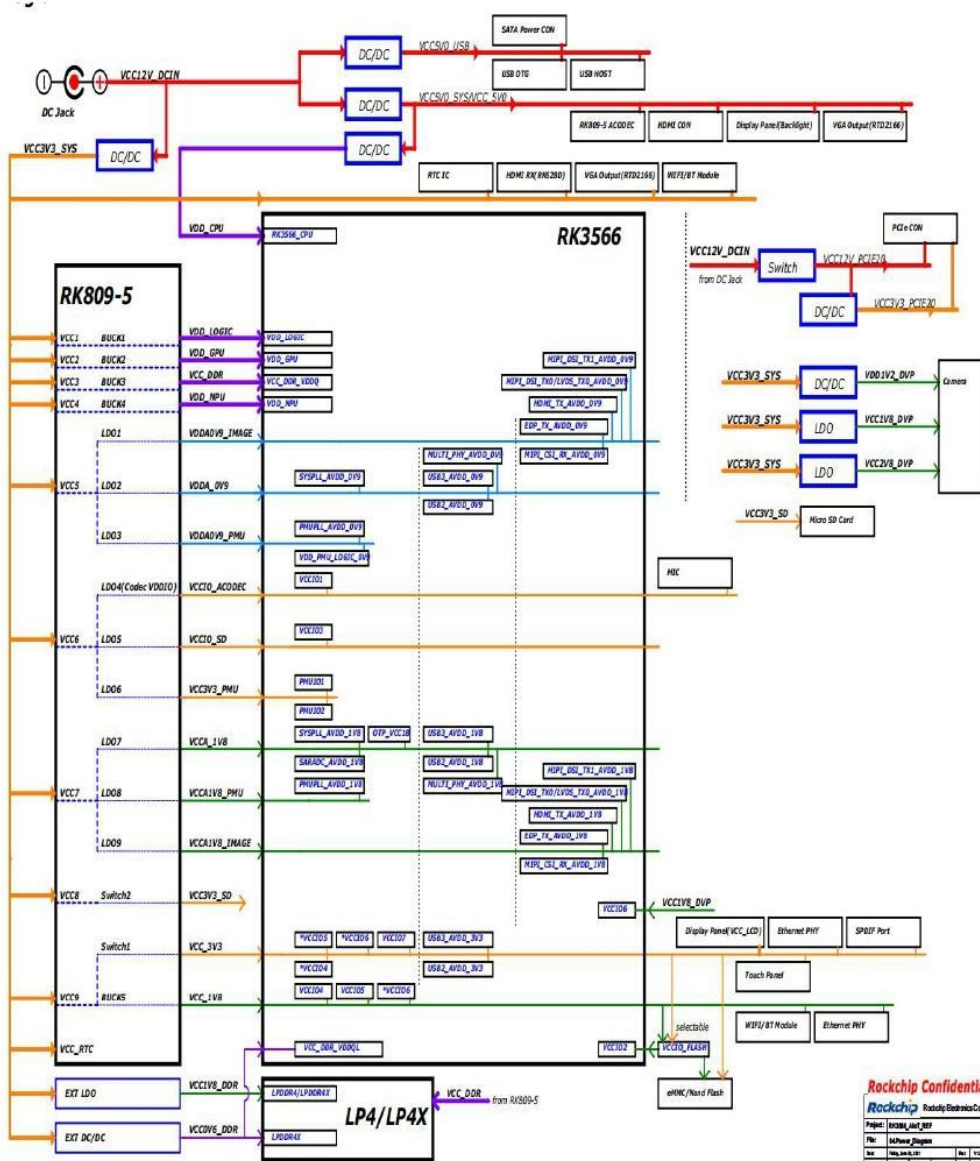 SATA Power CON
DC/DC
VCC5V0_USB
USB OTG
USB HOST
VCC12V_DCIN
DC Jack
DC/DC
VCC5V0_SYS/VCC_5V0
RK809-5 ACODEC
HDMI CON
Display Panel(Backlight)
VGA Output(RTD2166)
VCC3V3_SYS
DC/DC
DC/DC
RTC IC
HDMI RX(RK628D)
VGA Output(RTD2166)
WIFI/BT Module
VDD_CPU
RK3566_CPU
RK3566
PCIe CON
VCC12V_DCIN
from DC Jack
Switch
VCC12V_PCIE20
DC/DC
VCC3V3_PCIE20
RK809-5
VCC1 BUCK1 VDD_LOGIC VDD_LOGIC
VCC2 BUCK2 VDD_GPU VDD_GPU
VCC3 BUCK3 VCC_DDR VCC_DDR_VDDQ
VCC4 BUCK4 VDD_NPU VDD_NPU
MIPI_DSI_TX1_AVDD_0V9
MIPI_DSI_TX0/LVDS_TX0_AVDD_0V9
HDMI_TX_AVDD_0V9
EDP_TX_AVDD_0V9
MIPI_CSI_RX_AVDD_0V9
VCC3V3_SYS DC/DC VDD1V2_DVP
Camera
VCC3V3_SYS LDO VCC1V8_DVP
VCC3V3_SYS LDO VCC2V8_DVP
VCC3V3_SD Micro SD Card
LDO1 VDDA0V9_IMAGE
MULTI_PHY_AVDD_0V9
VCC5 LDO2 VDDA_0V9
SYSPLL_AVDD_0V9
USB3_AVDD_0V9
USB2_AVDD_0V9
LDO3 VDDA0V9_PMU
PMUPLL_AVDD_0V9
VDD_PMU_LOGIC_0V9
LDO4(Codec VDDIO) VCCIO_ACODEC
VCCIO1
MIC
VCC6 LDO5 VCCIO_SD
VCCIO3
LDO6 VCC3V3_PMU
PMUIO1
PMUIO2
LDO7 VCCA_1V8
SYSPLL_AVDD_1V8
OTP_VCC18
USB3_AVDD_1V8
SARADC_AVDD_1V8
USB2_AVDD_1V8
VCC7 LDO8 VCCA1V8_PMU
PMUPLL_AVDD_1V8
MULTI_PHY_AVDD_1V8
MIPI_DSI_TX1_AVDD_1V8
MIPI_DSI_TX0/LVDS_TX0_AVDD_1V8
HDMI_TX_AVDD_1V8
EDP_TX_AVDD_1V8
LDO9 VCCA1V8_IMAGE
MIPI_CSI_RX_AVDD_1V8
VCC8 Switch2 VCC3V3_SD
VCCIO6
VCC1V8_DVP
Switch1 VCC_3V3
*VCCIO5
*VCCIO6
VCCIO7
USB3_AVDD_3V3
*VCCIO4
USB2_AVDD_3V3
Display Panel(VCC_LCD)
Ethernet PHY
SPDIF Port
Touch Panel
VCC9 BUCK5 VCC_1V8
VCCIO4
VCCIO5
*VCCIO6
WIFI/BT Module
Ethernet PHY
selectable
VCC_RTC
VCC_DDR_VDDQL
VCCIO2
VCCIO_FLASH
eMMC/Nand Flash
EXT LDO VCC1V8_DDR
LPDDR4/LPDDR4X
LP4/LP4X
VCC_DDR
from RK809-5
EXT DC/DC VCC0V6_DDR
LPDDR4X
Rockchip Confidentia
Rockchip Rockchip Electronics Co
Project:
File: